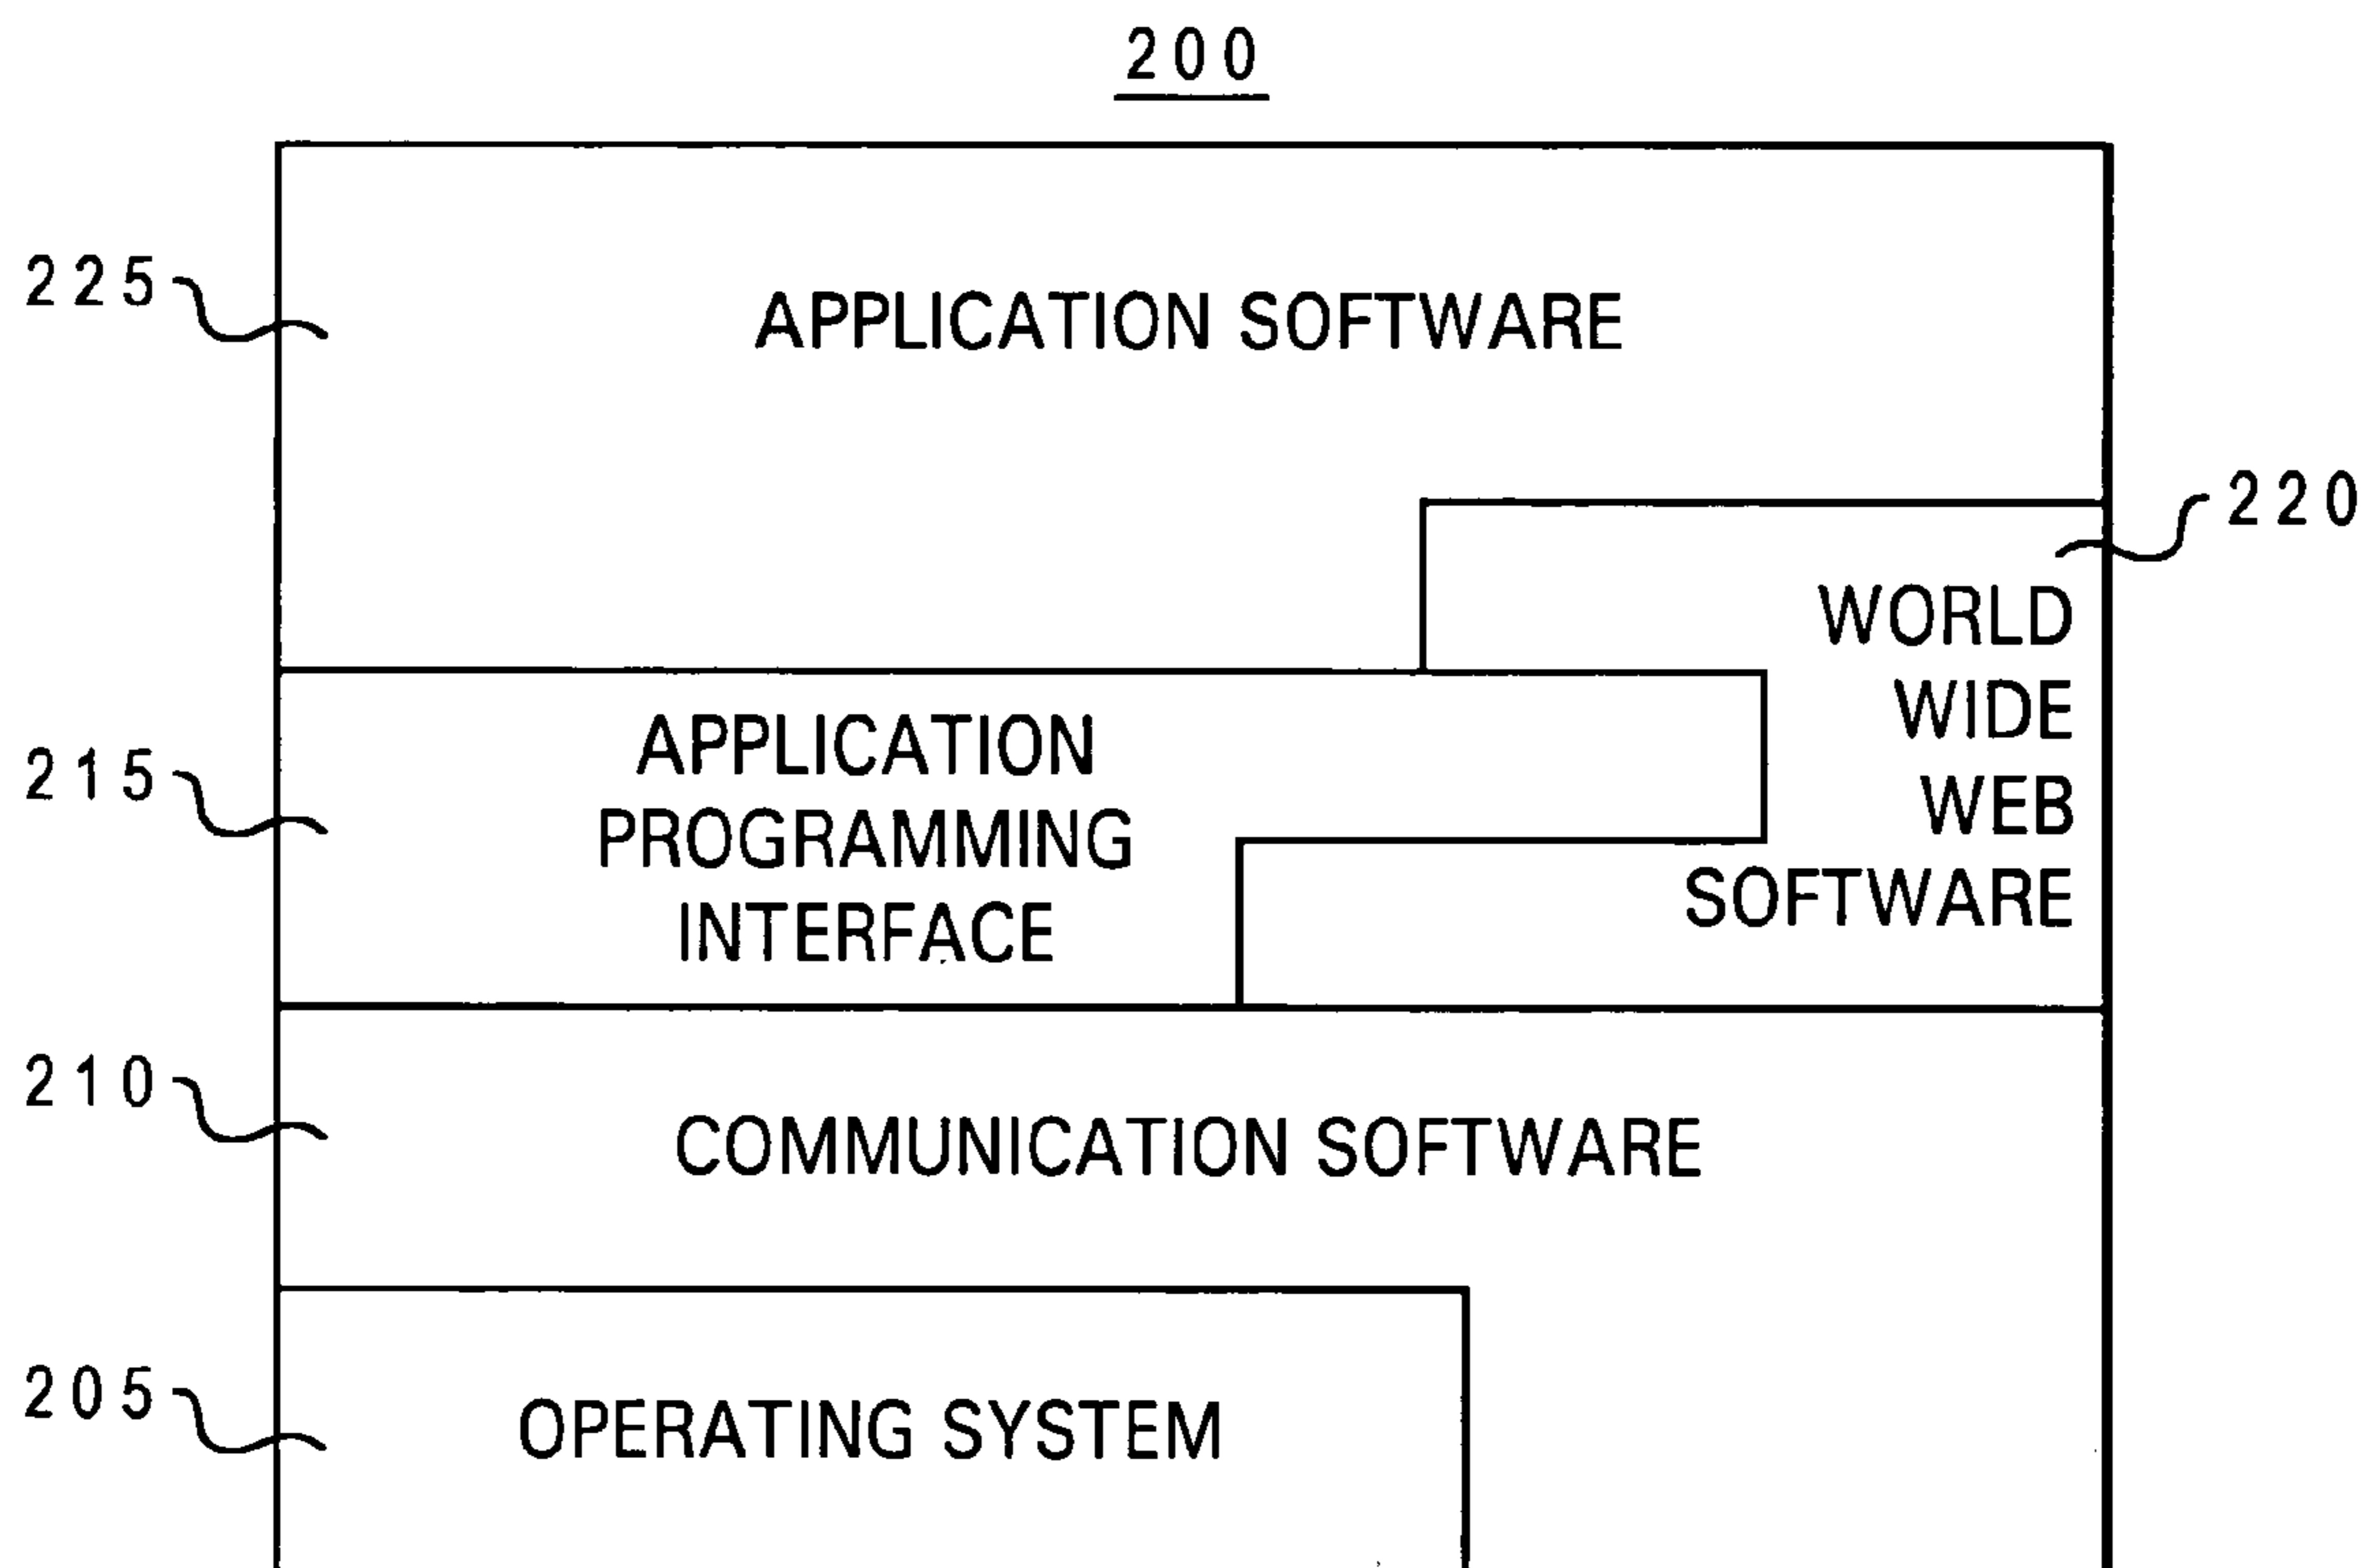 200
225
APPLICATION SOFTWARE
220
WORLD
WIDE
WEB
SOFTWARE
215
APPLICATION
PROGRAMMING
INTERFACE
210
COMMUNICATION SOFTWARE
205
OPERATING SYSTEM